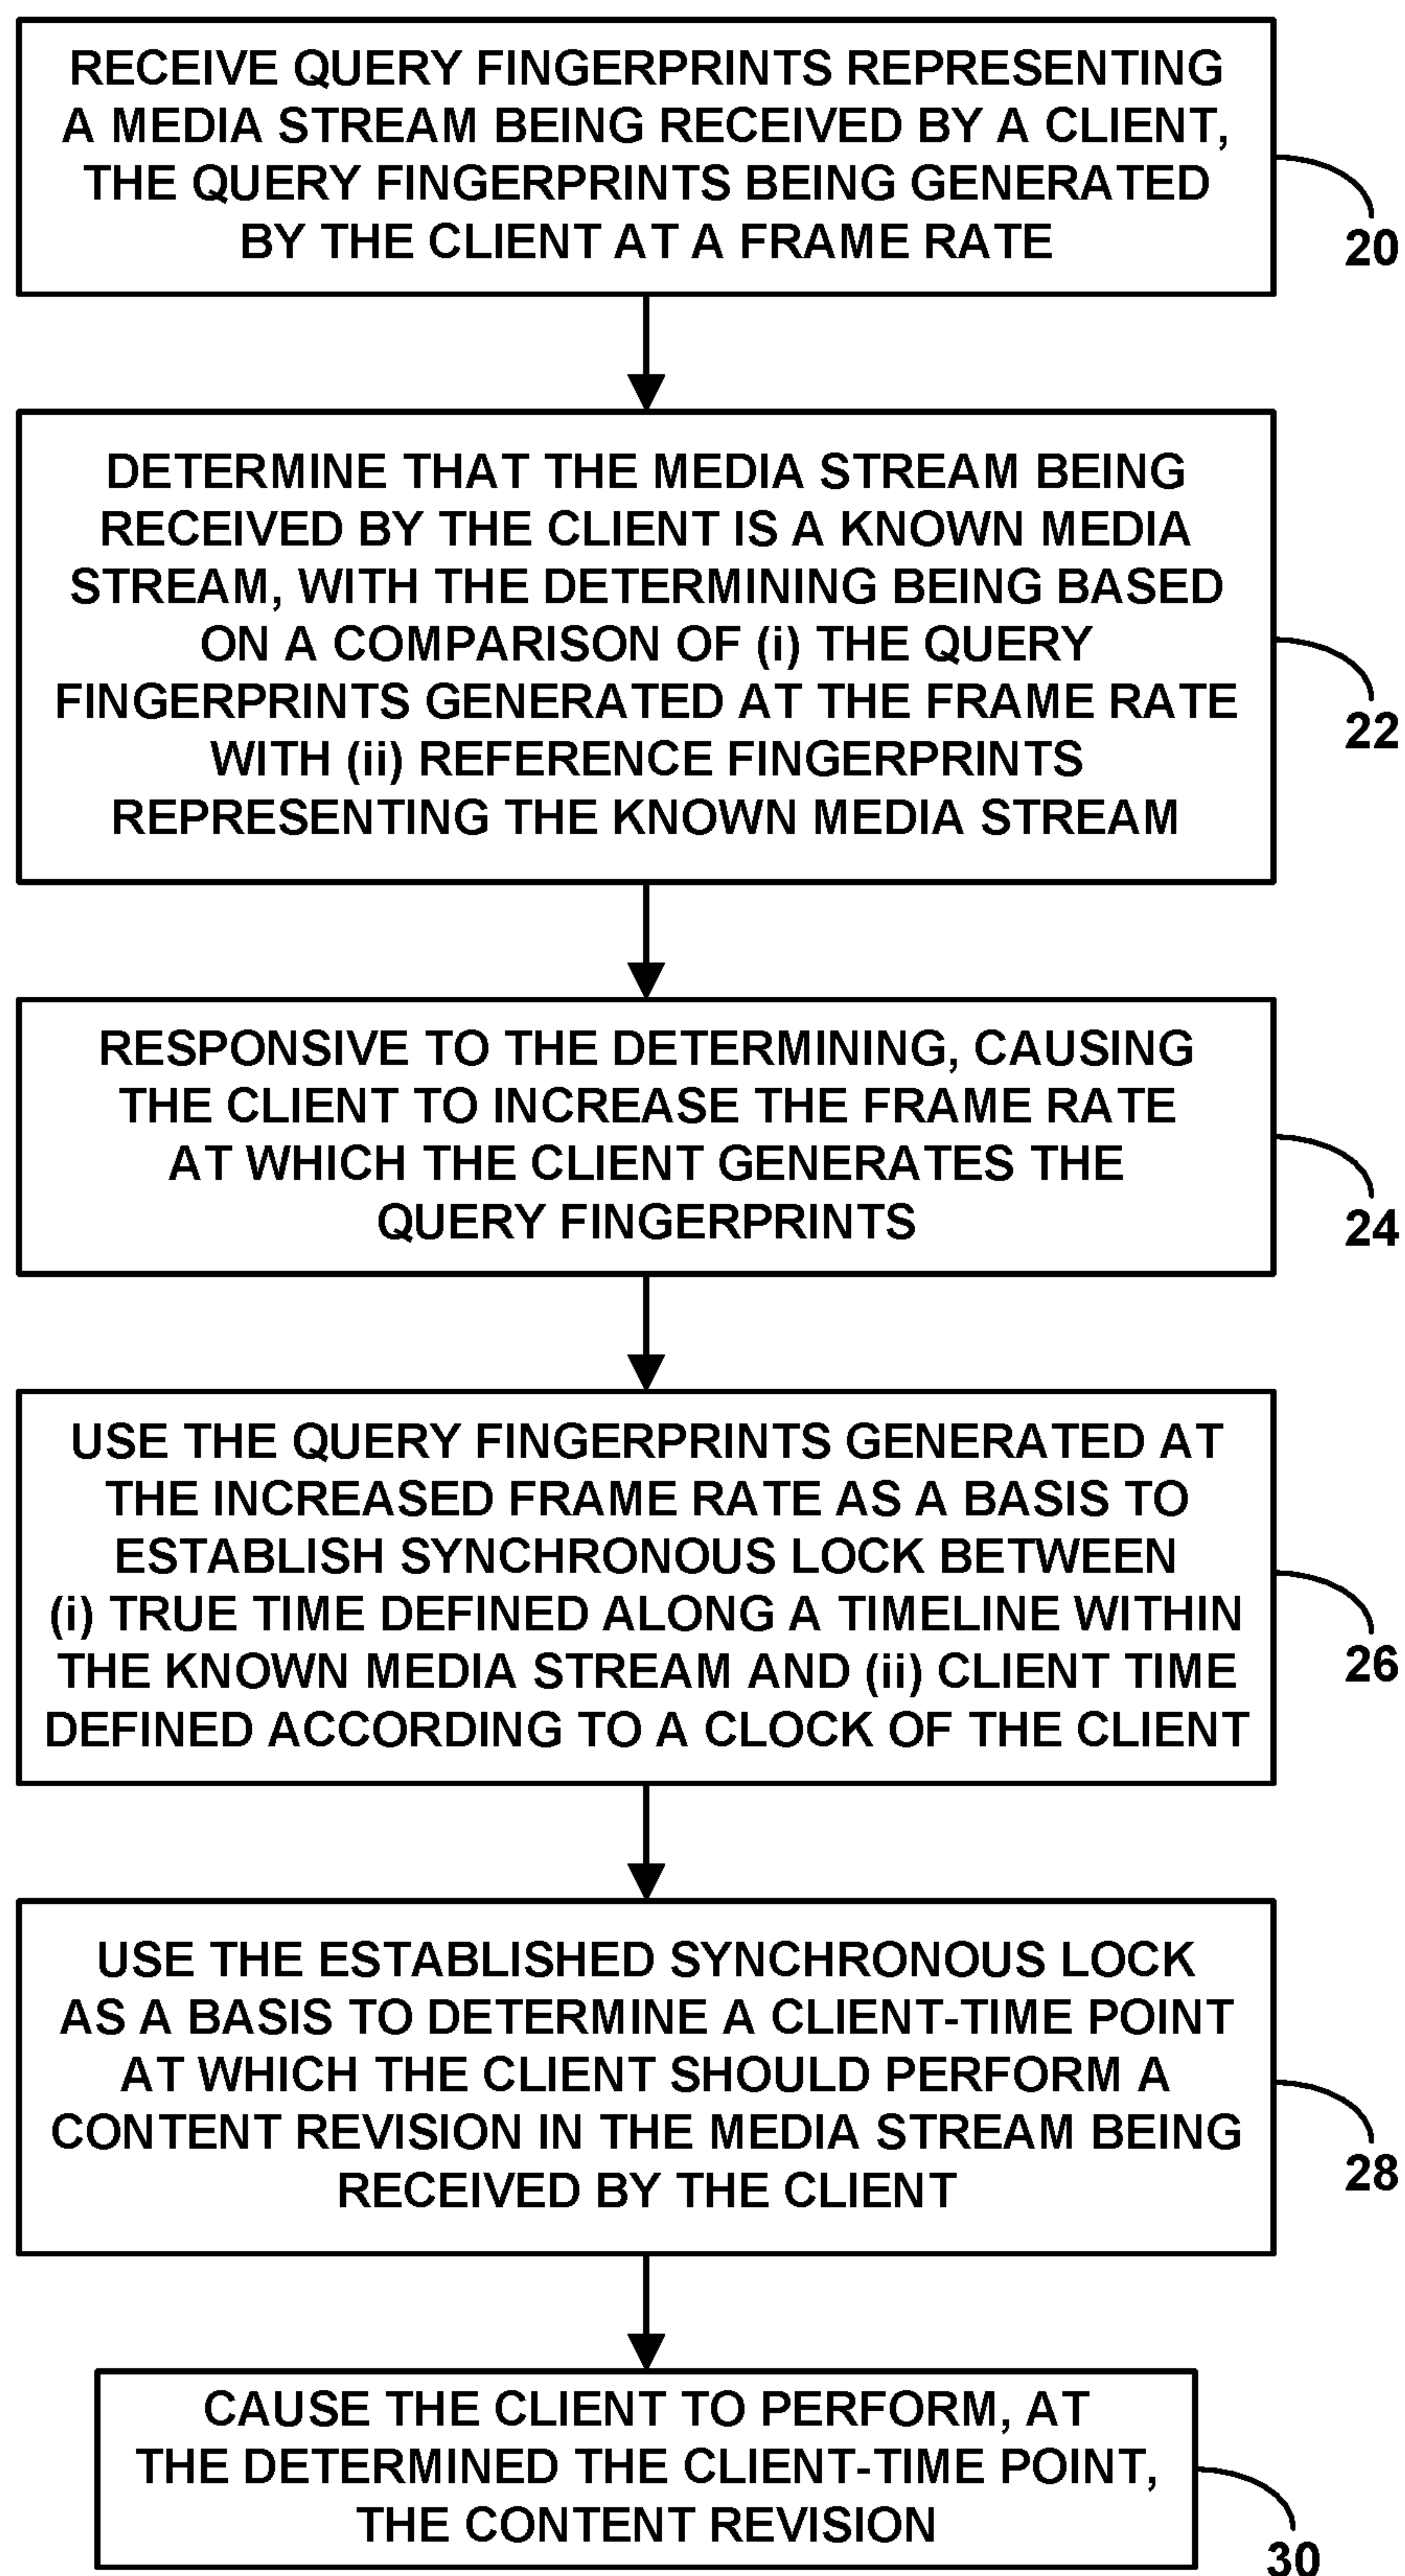 RECEIVE QUERY FINGERPRINTS REPRESENTING
A MEDIA STREAM BEING RECEIVED BY A CLIENT,
THE QUERY FINGERPRINTS BEING GENERATED
BY THE CLIENT AT A FRAME RATE
20
DETERMINE THAT THE MEDIA STREAM BEING
RECEIVED BY THE CLIENT IS A KNOWN MEDIA
STREAM, WITH THE DETERMINING BEING BASED
ON A COMPARISON OF (i) THE QUERY
FINGERPRINTS GENERATED AT THE FRAME RATE
WITH (ii) REFERENCE FINGERPRINTS
REPRESENTING THE KNOWN MEDIA STREAM
22
RESPONSIVE TO THE DETERMINING, CAUSING
THE CLIENT TO INCREASE THE FRAME RATE
AT WHICH THE CLIENT GENERATES THE
QUERY FINGERPRINTS
24
USE THE QUERY FINGERPRINTS GENERATED AT
THE INCREASED FRAME RATE AS A BASIS TO
ESTABLISH SYNCHRONOUS LOCK BETWEEN
(i) TRUE TIME DEFINED ALONG A TIMELINE WITHIN
THE KNOWN MEDIA STREAM AND (ii) CLIENT TIME
DEFINED ACCORDING TO A CLOCK OF THE CLIENT
26
USE THE ESTABLISHED SYNCHRONOUS LOCK
AS A BASIS TO DETERMINE A CLIENT-TIME POINT
AT WHICH THE CLIENT SHOULD PERFORM A
CONTENT REVISION IN THE MEDIA STREAM BEING
RECEIVED BY THE CLIENT
28
CAUSE THE CLIENT TO PERFORM, AT
THE DETERMINED THE CLIENT-TIME POINT,
THE CONTENT REVISION
30